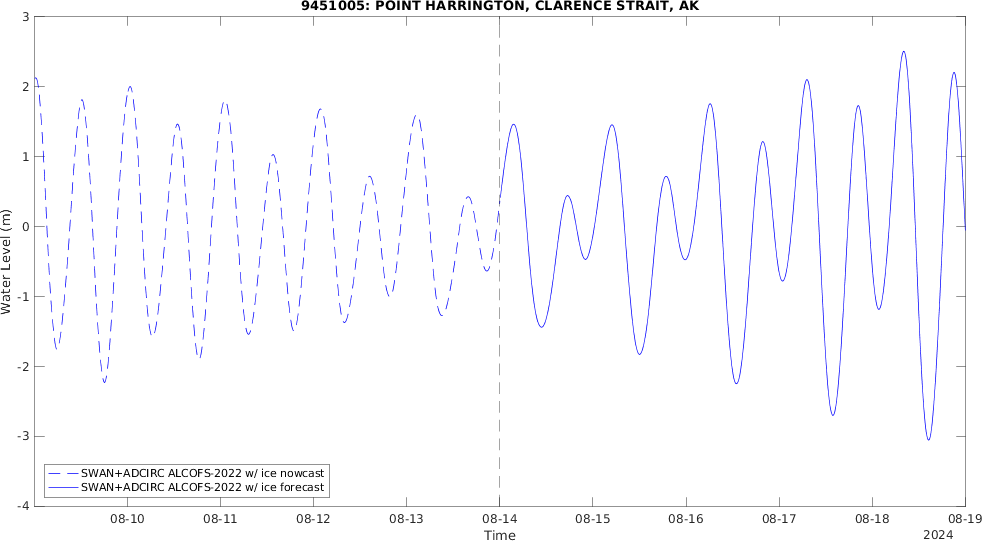 9451005: POINT HARRINGTON, CLARENCE STRAIT, AK
3
2
1
0
-1
-2
-3
-4
Water Level (m)
SWAN+ADCIRC ALCOFS-2022 w/ ice nowcast
SWAN+ADCIRC ALCOFS-2022 w/ ice forecast
08-10 08-11 08-12 08-13 08-14 08-15 08-16 08-17 08-18 08-19
Time
2024